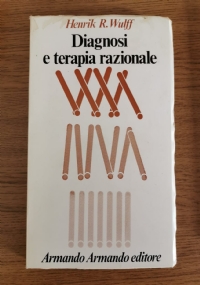 Henrik R. Wulff
Diagnosi
e terapia razionale
Armando Armando editore